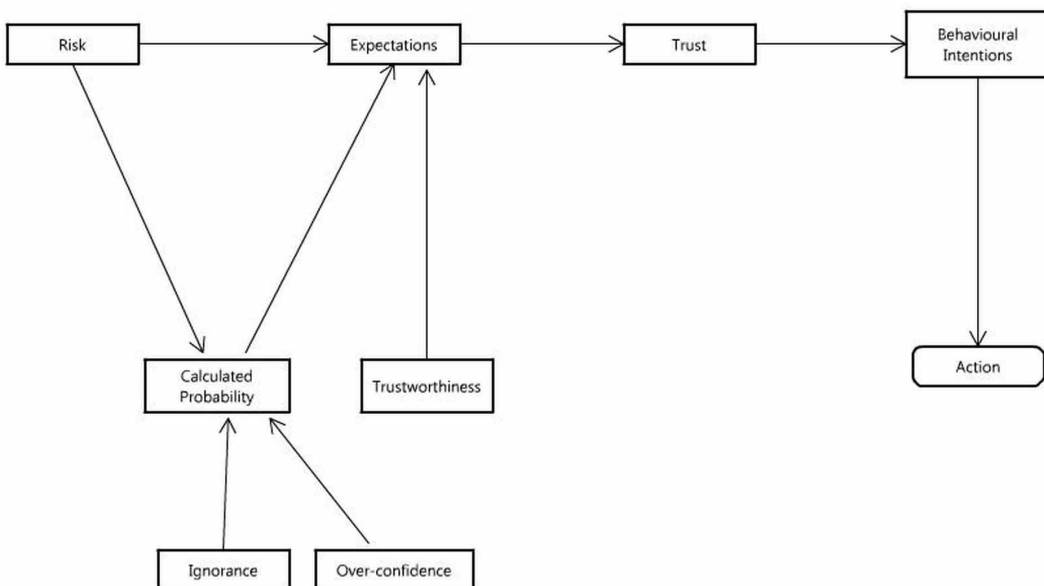 Risk
Expectations
Trust
Behavioural
Intentions
Calculated
Probability
Trustworthiness
Action
Ignorance
Over-confidence